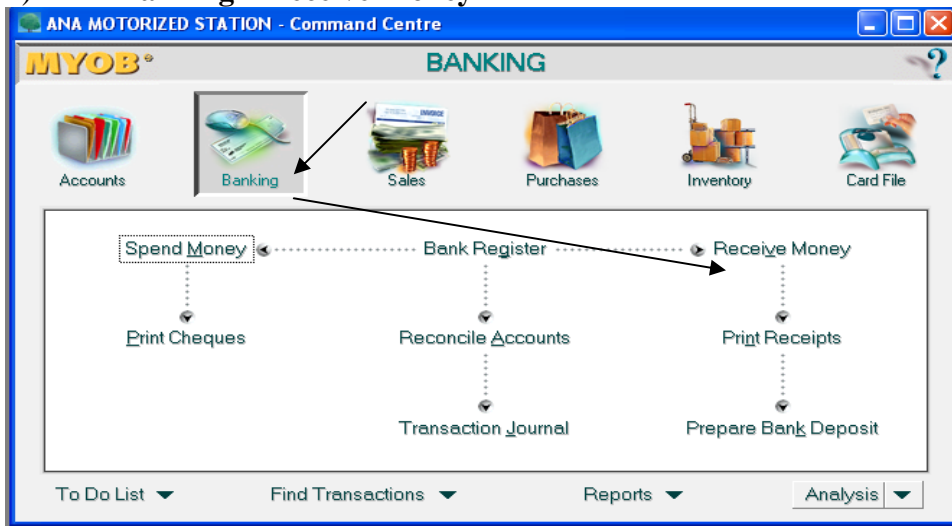 ANA MOTORIZED STATION - Command Centre
MYOB BANKING ?
INVOICE
Accounts Banking Sales Purchases Inventory Card File
Spend Money Bank Register Receive Money
Print Cheques Reconcile Accounts Print Receipts
Transaction Journal Prepare Bank Deposit
To Do List Find Transactions Reports Analysis